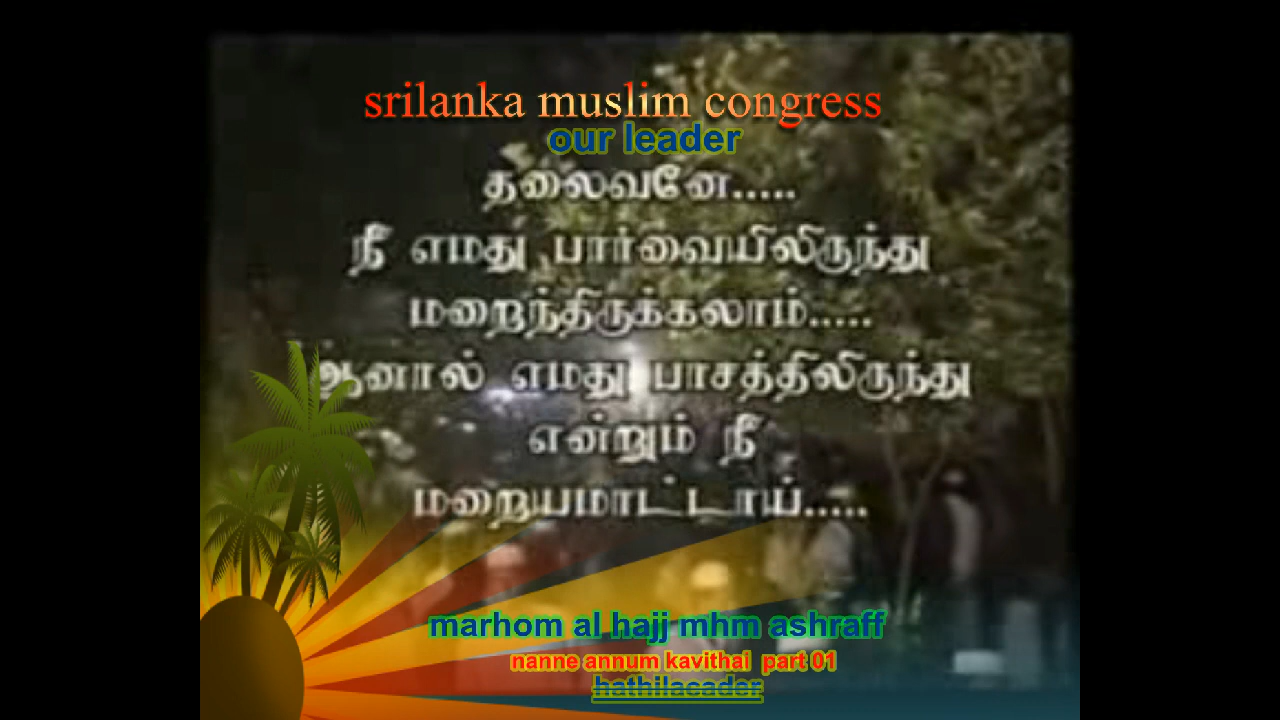 srilanka muslim congress
our leader
தலைவனே.....
நீ எமது பார்வையிலிருந்து
மறைந்திருக்கலாம்.....
ஆனால் எமது பாசத்திலிருந்து
என்றும் நீ
மறையமாட்டாய்.....
marhom al hajj mhm ashraff
nanne annum kavithai part 01
hathilaeader